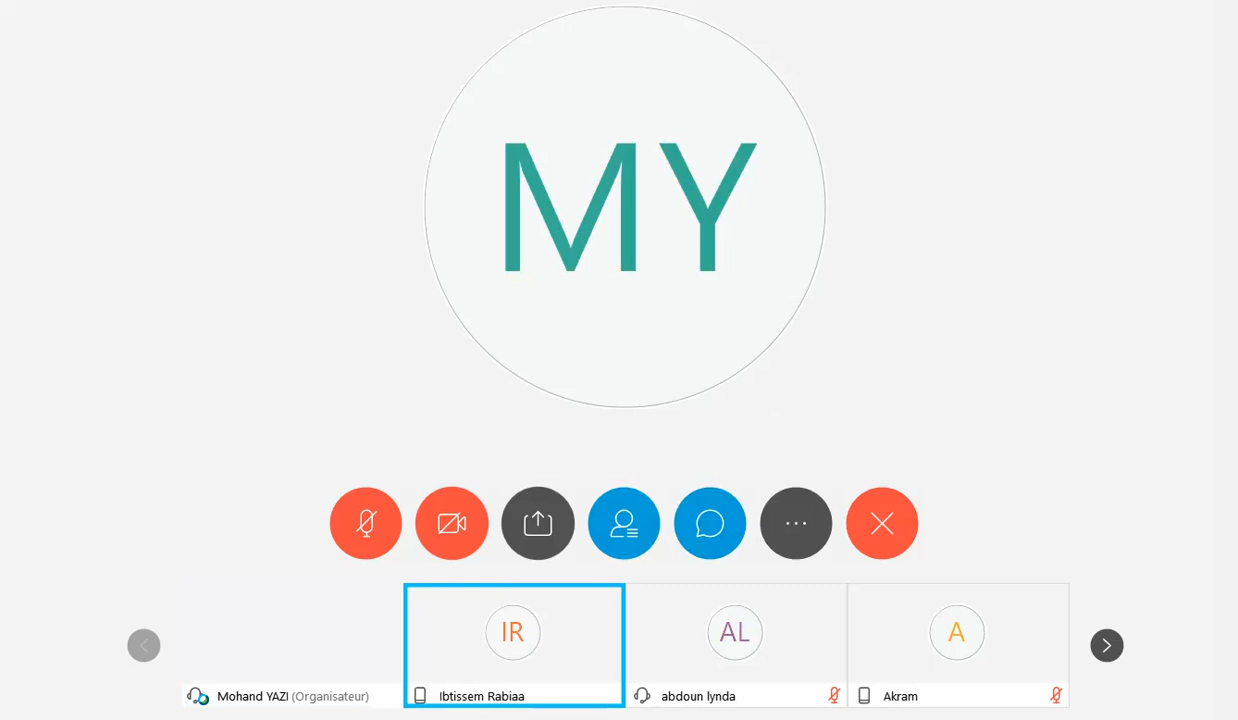 MY
IR
AL
A
Mohand YAZI (Organisateur)
Ibtissem Rabiaa
abdoun lynda
Akram